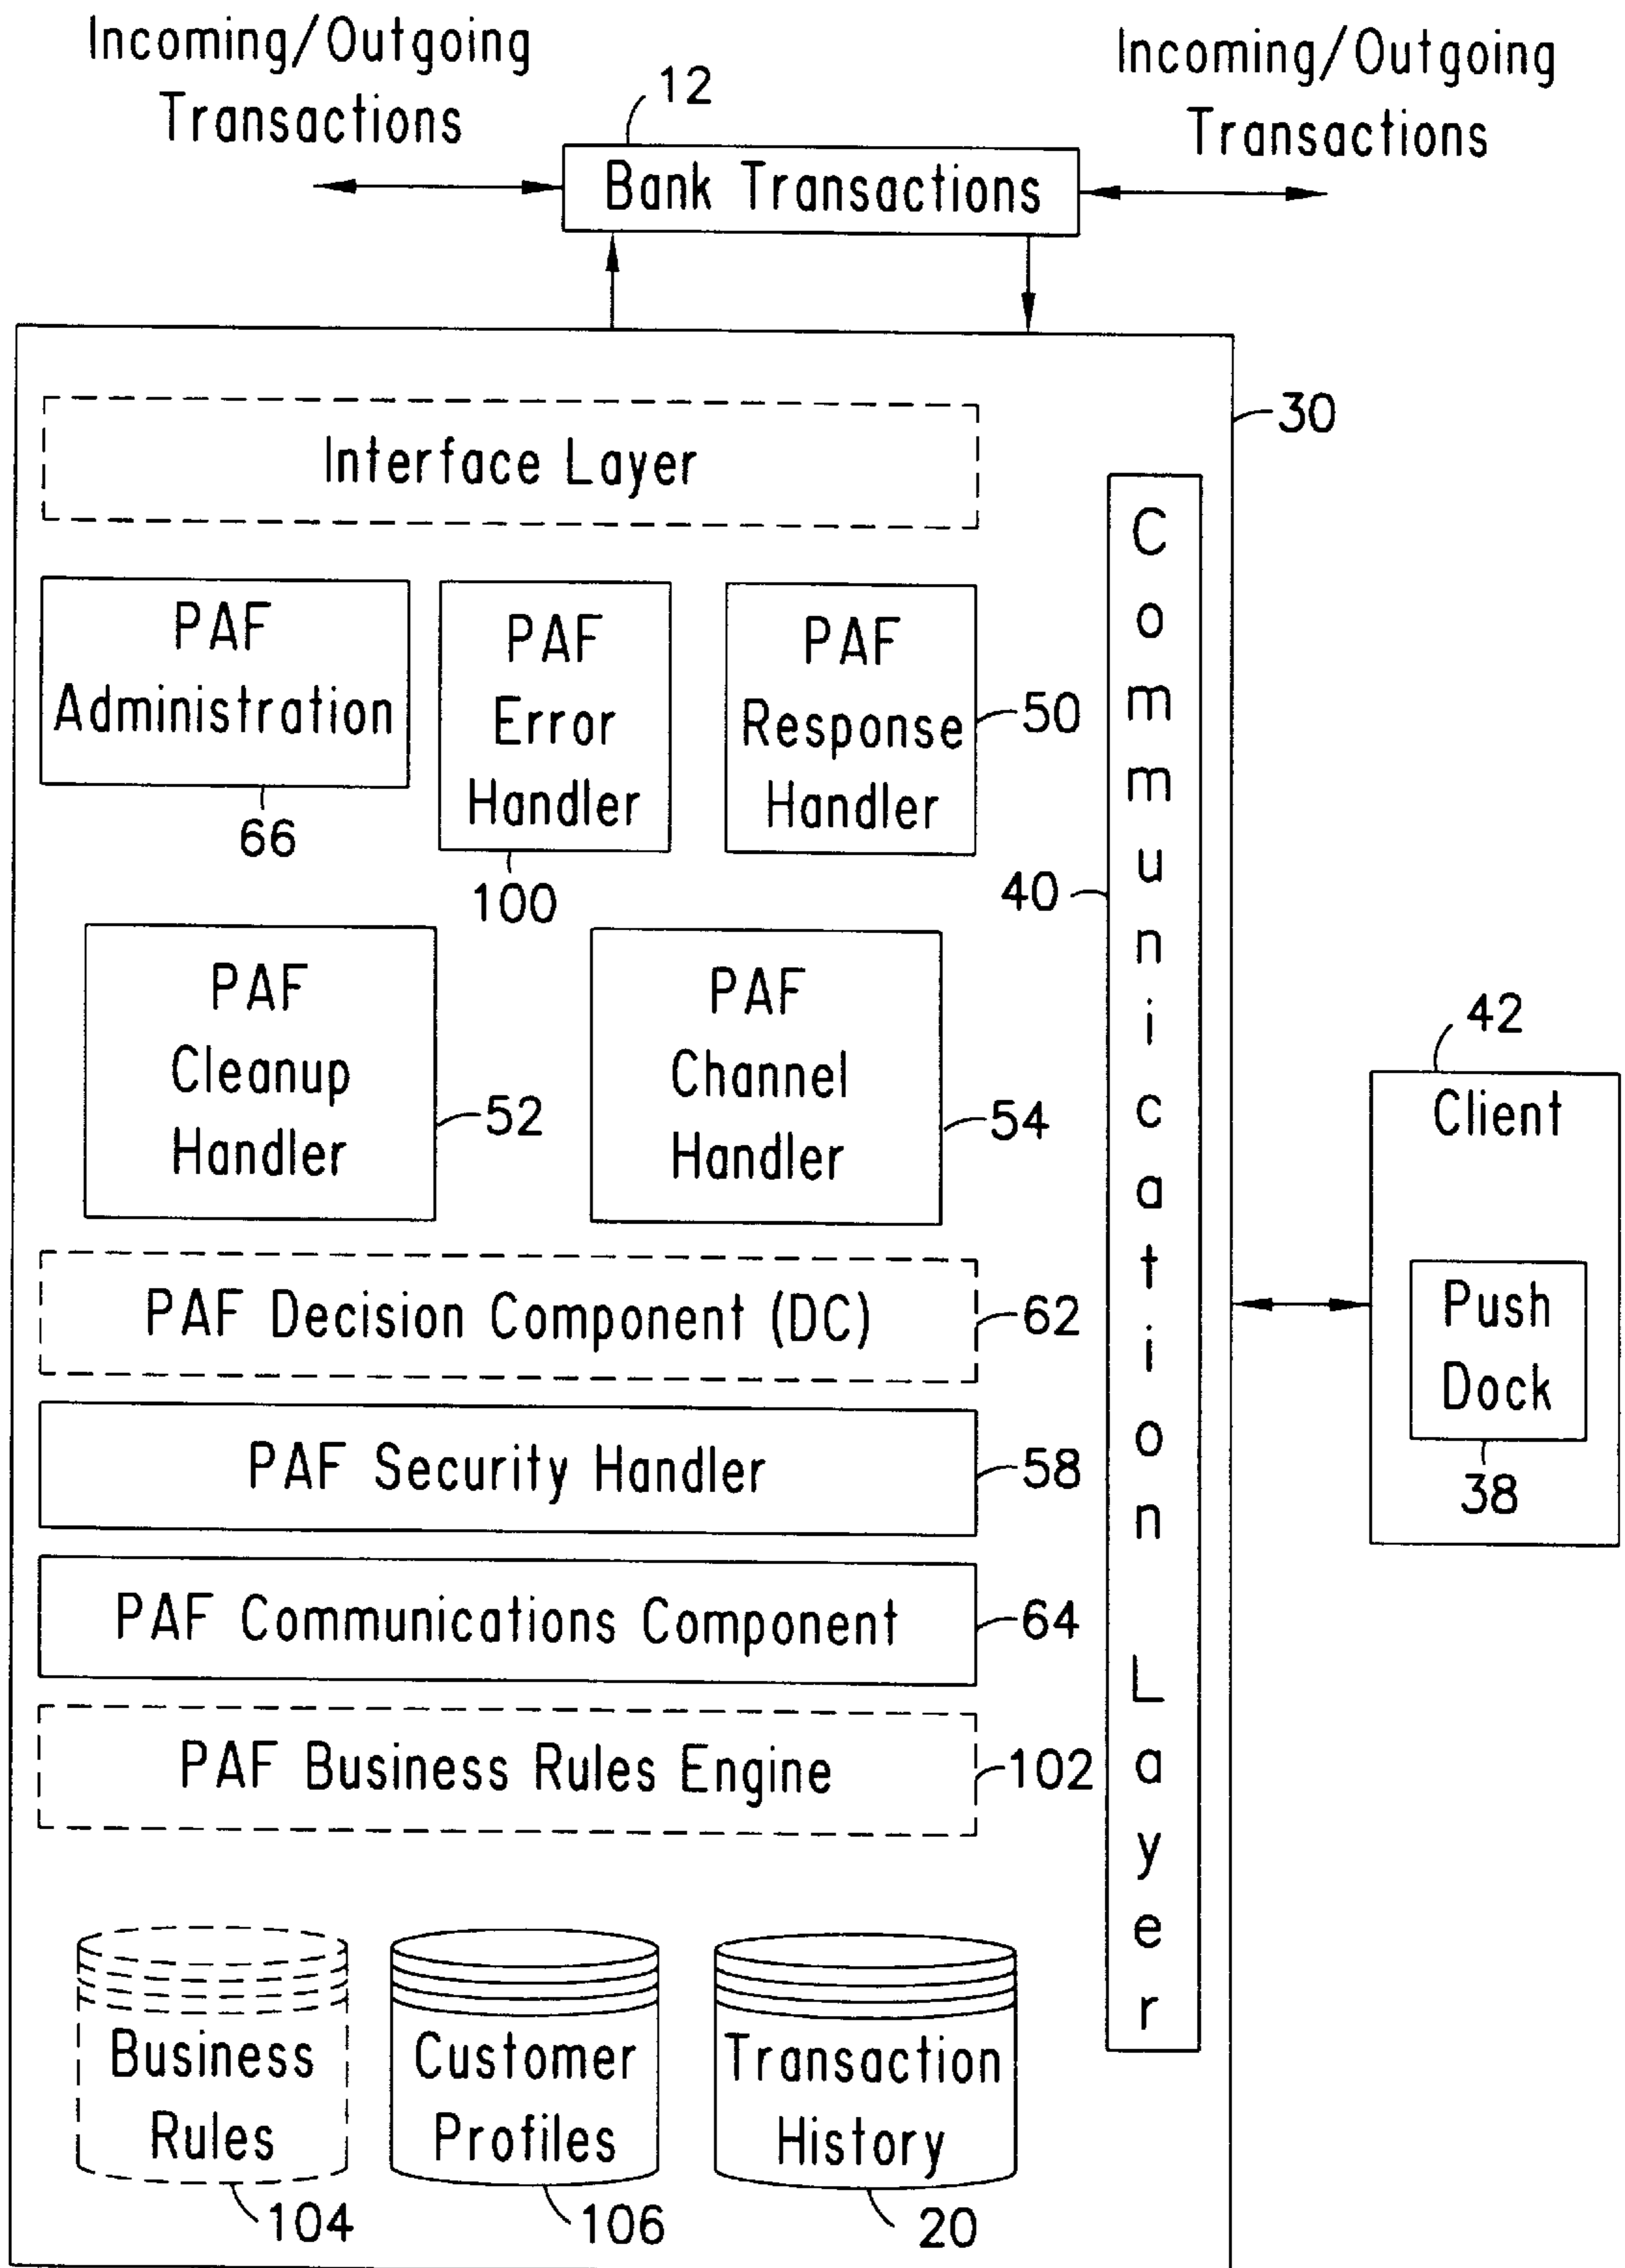 Incoming/Outgoing
Transactions
Incoming/Outgoing
Transactions
12
Bank Transactions
30
Interface Layer
PAF
Administration
66
PAF
Error
Handler
100
PAF
Response
Handler
50
Communication Layer
40
PAF
Cleanup
Handler
52
PAF
Channel
Handler
54
42
Client
Push
Dock
38
PAF Decision Component (DC)
62
PAF Security Handler
58
PAF Communications Component
64
PAF Business Rules Engine
102
Business
Rules
104
Customer
Profiles
106
Transaction
History
20